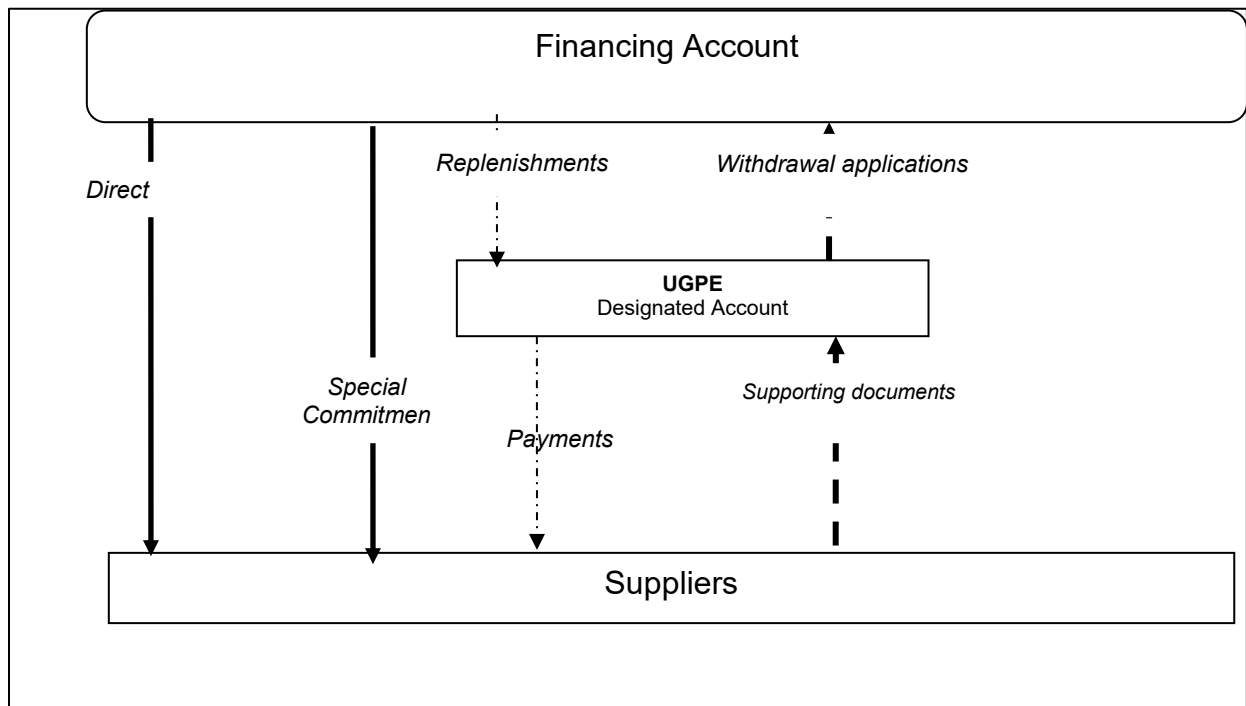 Financing Account
Replenishments
Withdrawal applications
Direct
UGPE
Designated Account
Special
Commitmen
Supporting documents
Payments
Suppliers